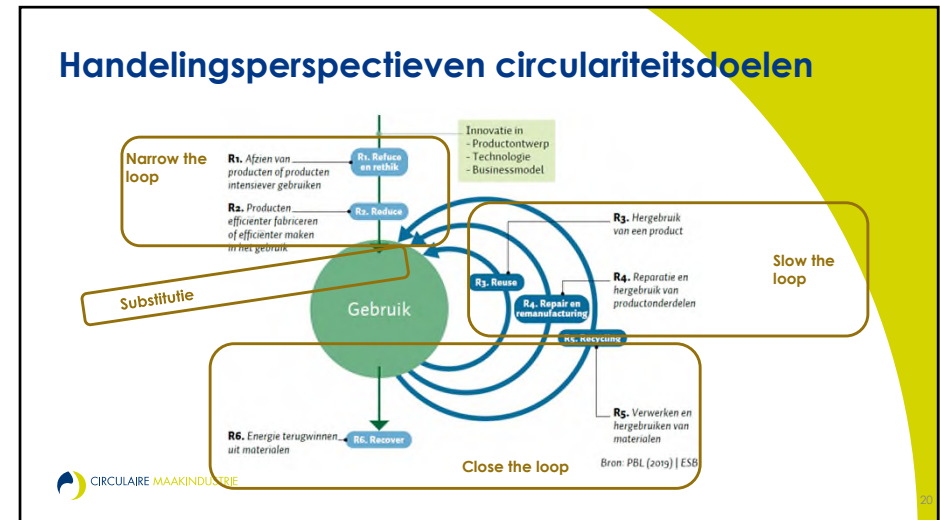 Handelingsperspectieven circulariteitsdoelen
Innovatie in
- Productontwerp
- Technologie
- Businessmodel
Narrow the
loop
R1. Afzien van
producten of producten
intensiever gebruiken
R1. Refuce
en rethik
R2. Producten
efficiënter fabriceren
of efficiënter maken
in het gebruik
R2. Reduce
Substitutie
Gebruik
R3. Reuse
R3. Hergebruik
van een product
Slow the
loop
R4. Repair en
remanufacturing
R4. Reparatie en
hergebruik van
productonderdelen
R5. Recycling
R5. Verwerken en
hergebruiken van
materialen
R6. Energie terugwinnen
uit materialen
R6. Recover
Close the loop
Bron: PBL (2019) | ESB
CIRCULAIRE MAAKINDUSTRIE
20